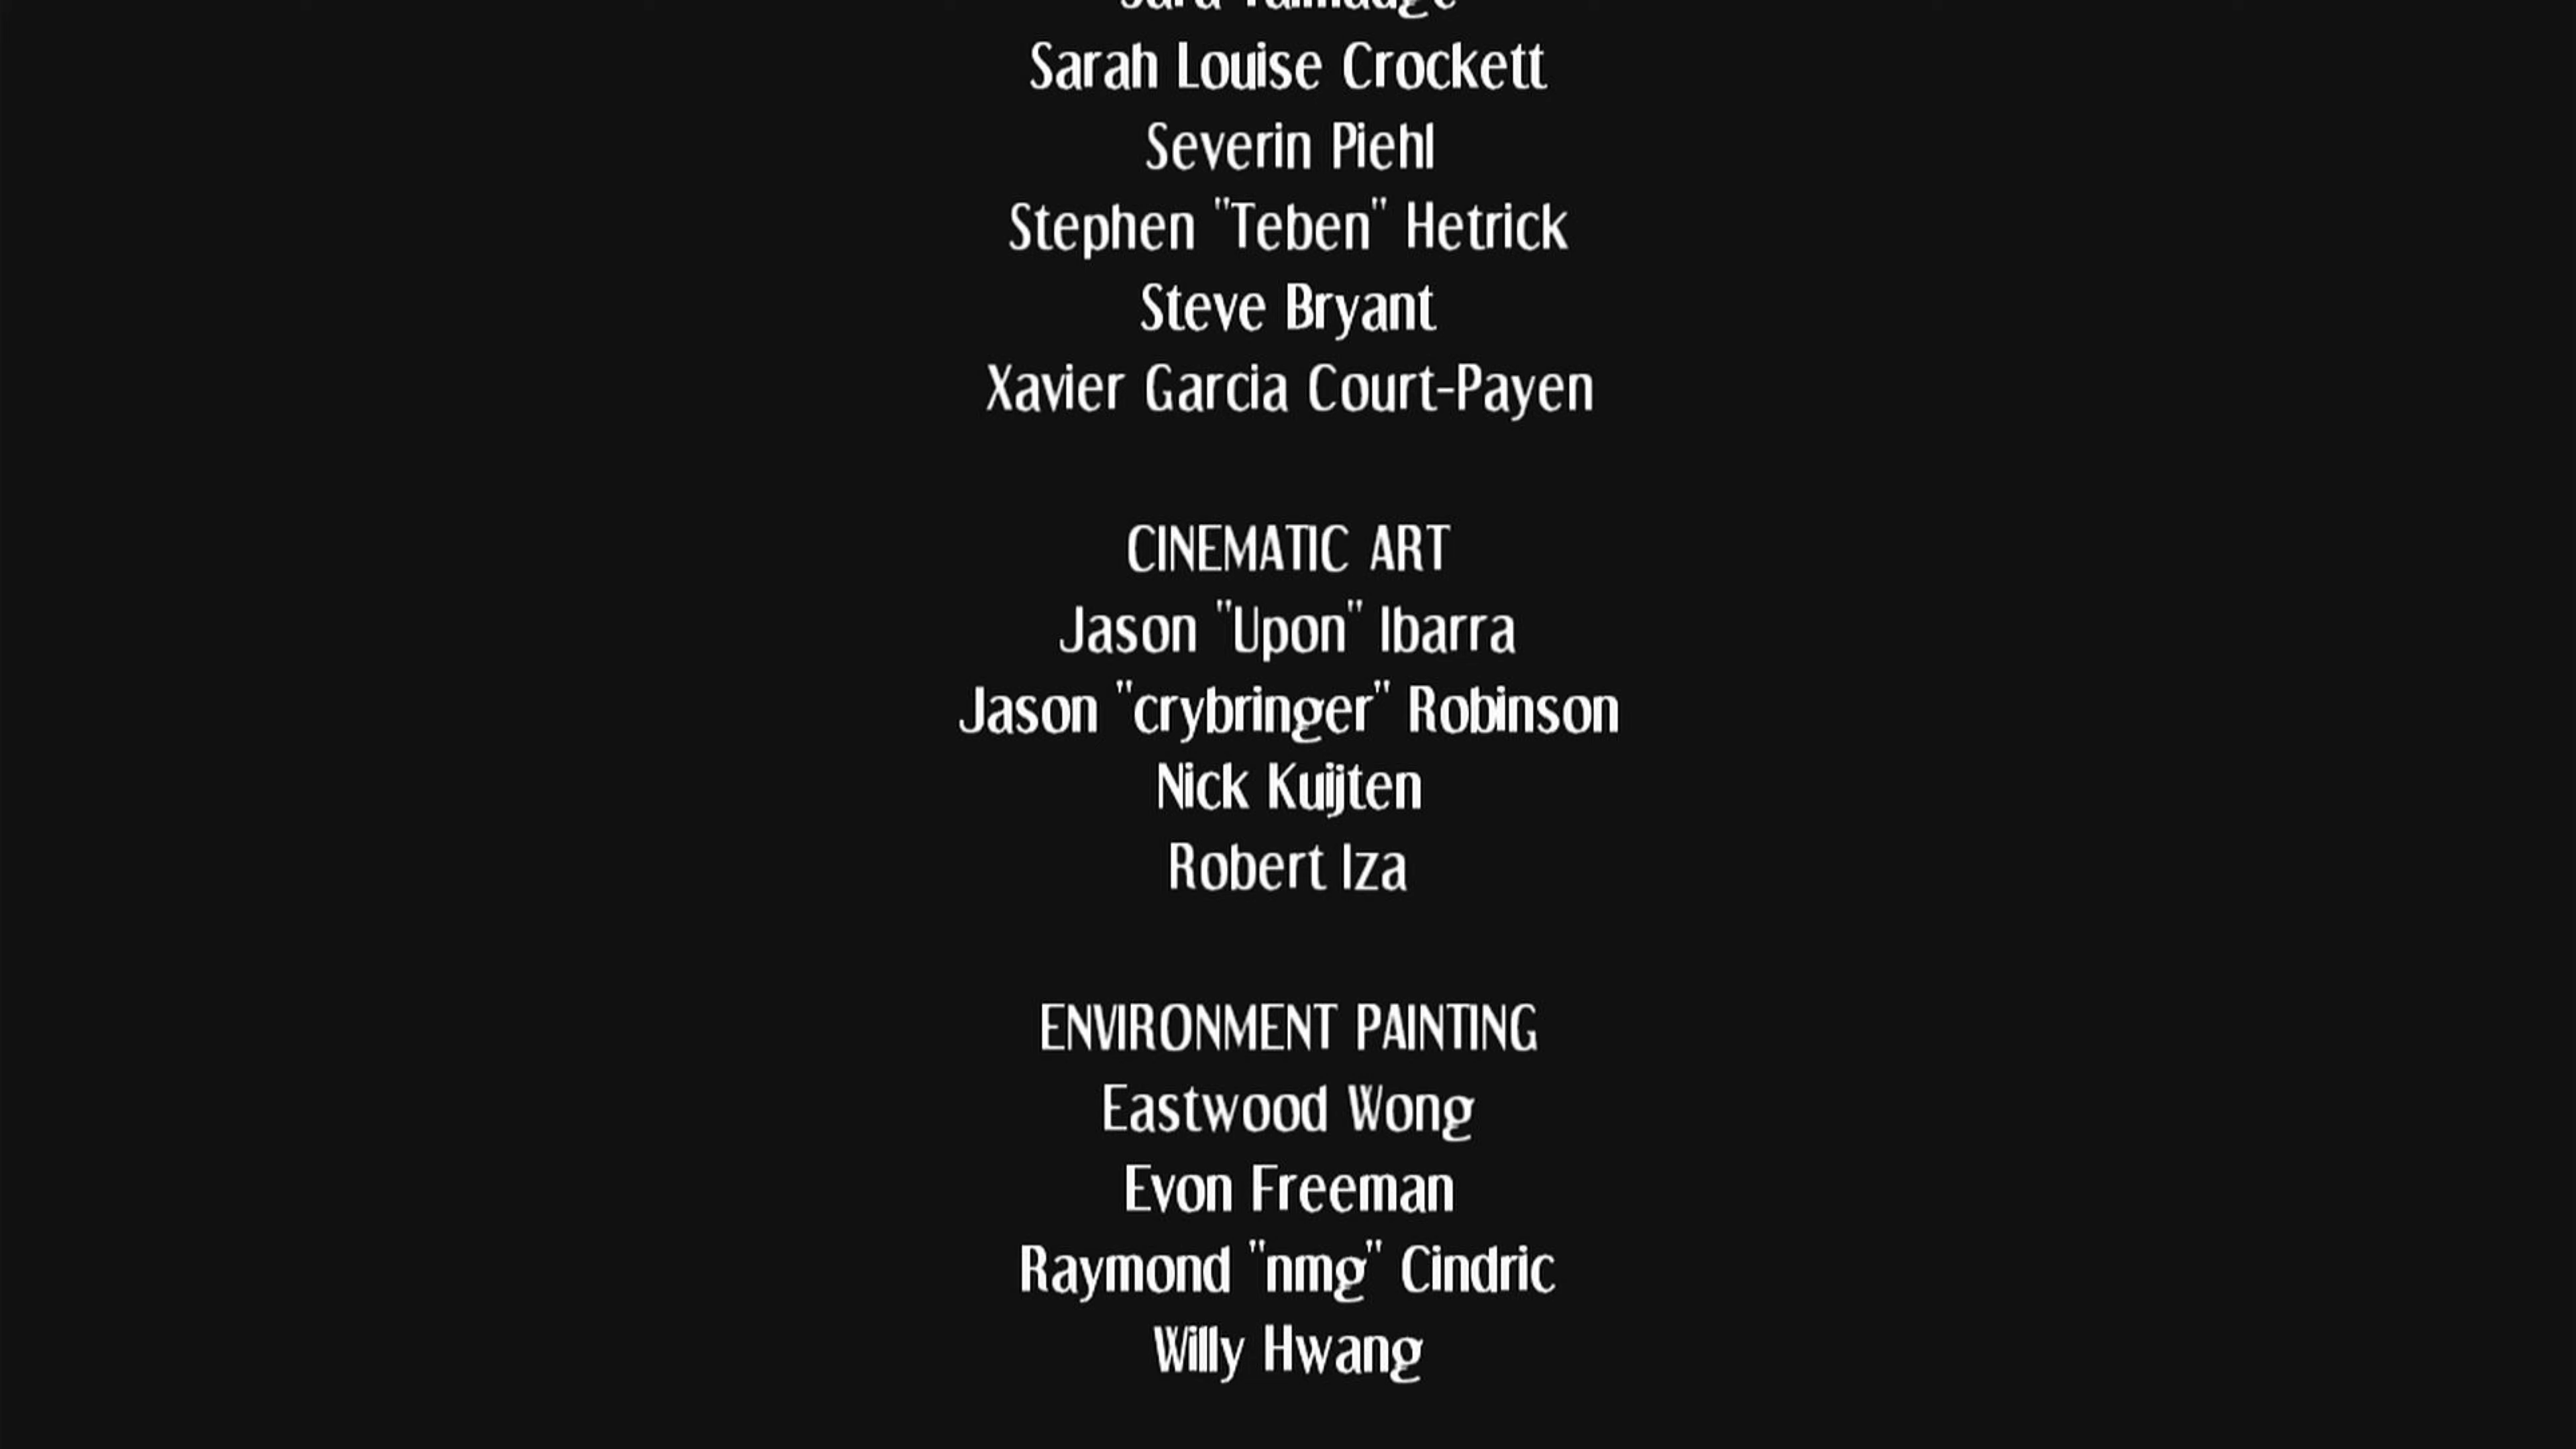 Sarah Louise Crockett
Severin Piehl
Stephen "Teben" Hetrick
Steve Bryant
Xavier Garcia Court-Payen
CINEMATIC ART
Jason "Upon" Ibarra
Jason "crybringer" Robinson
Nick Kuijten
Robert Iza
ENVIRONMENT PAINTING
Eastwood Wong
Evon Freeman
Raymond "nmg" Cindric
Willy Hwang